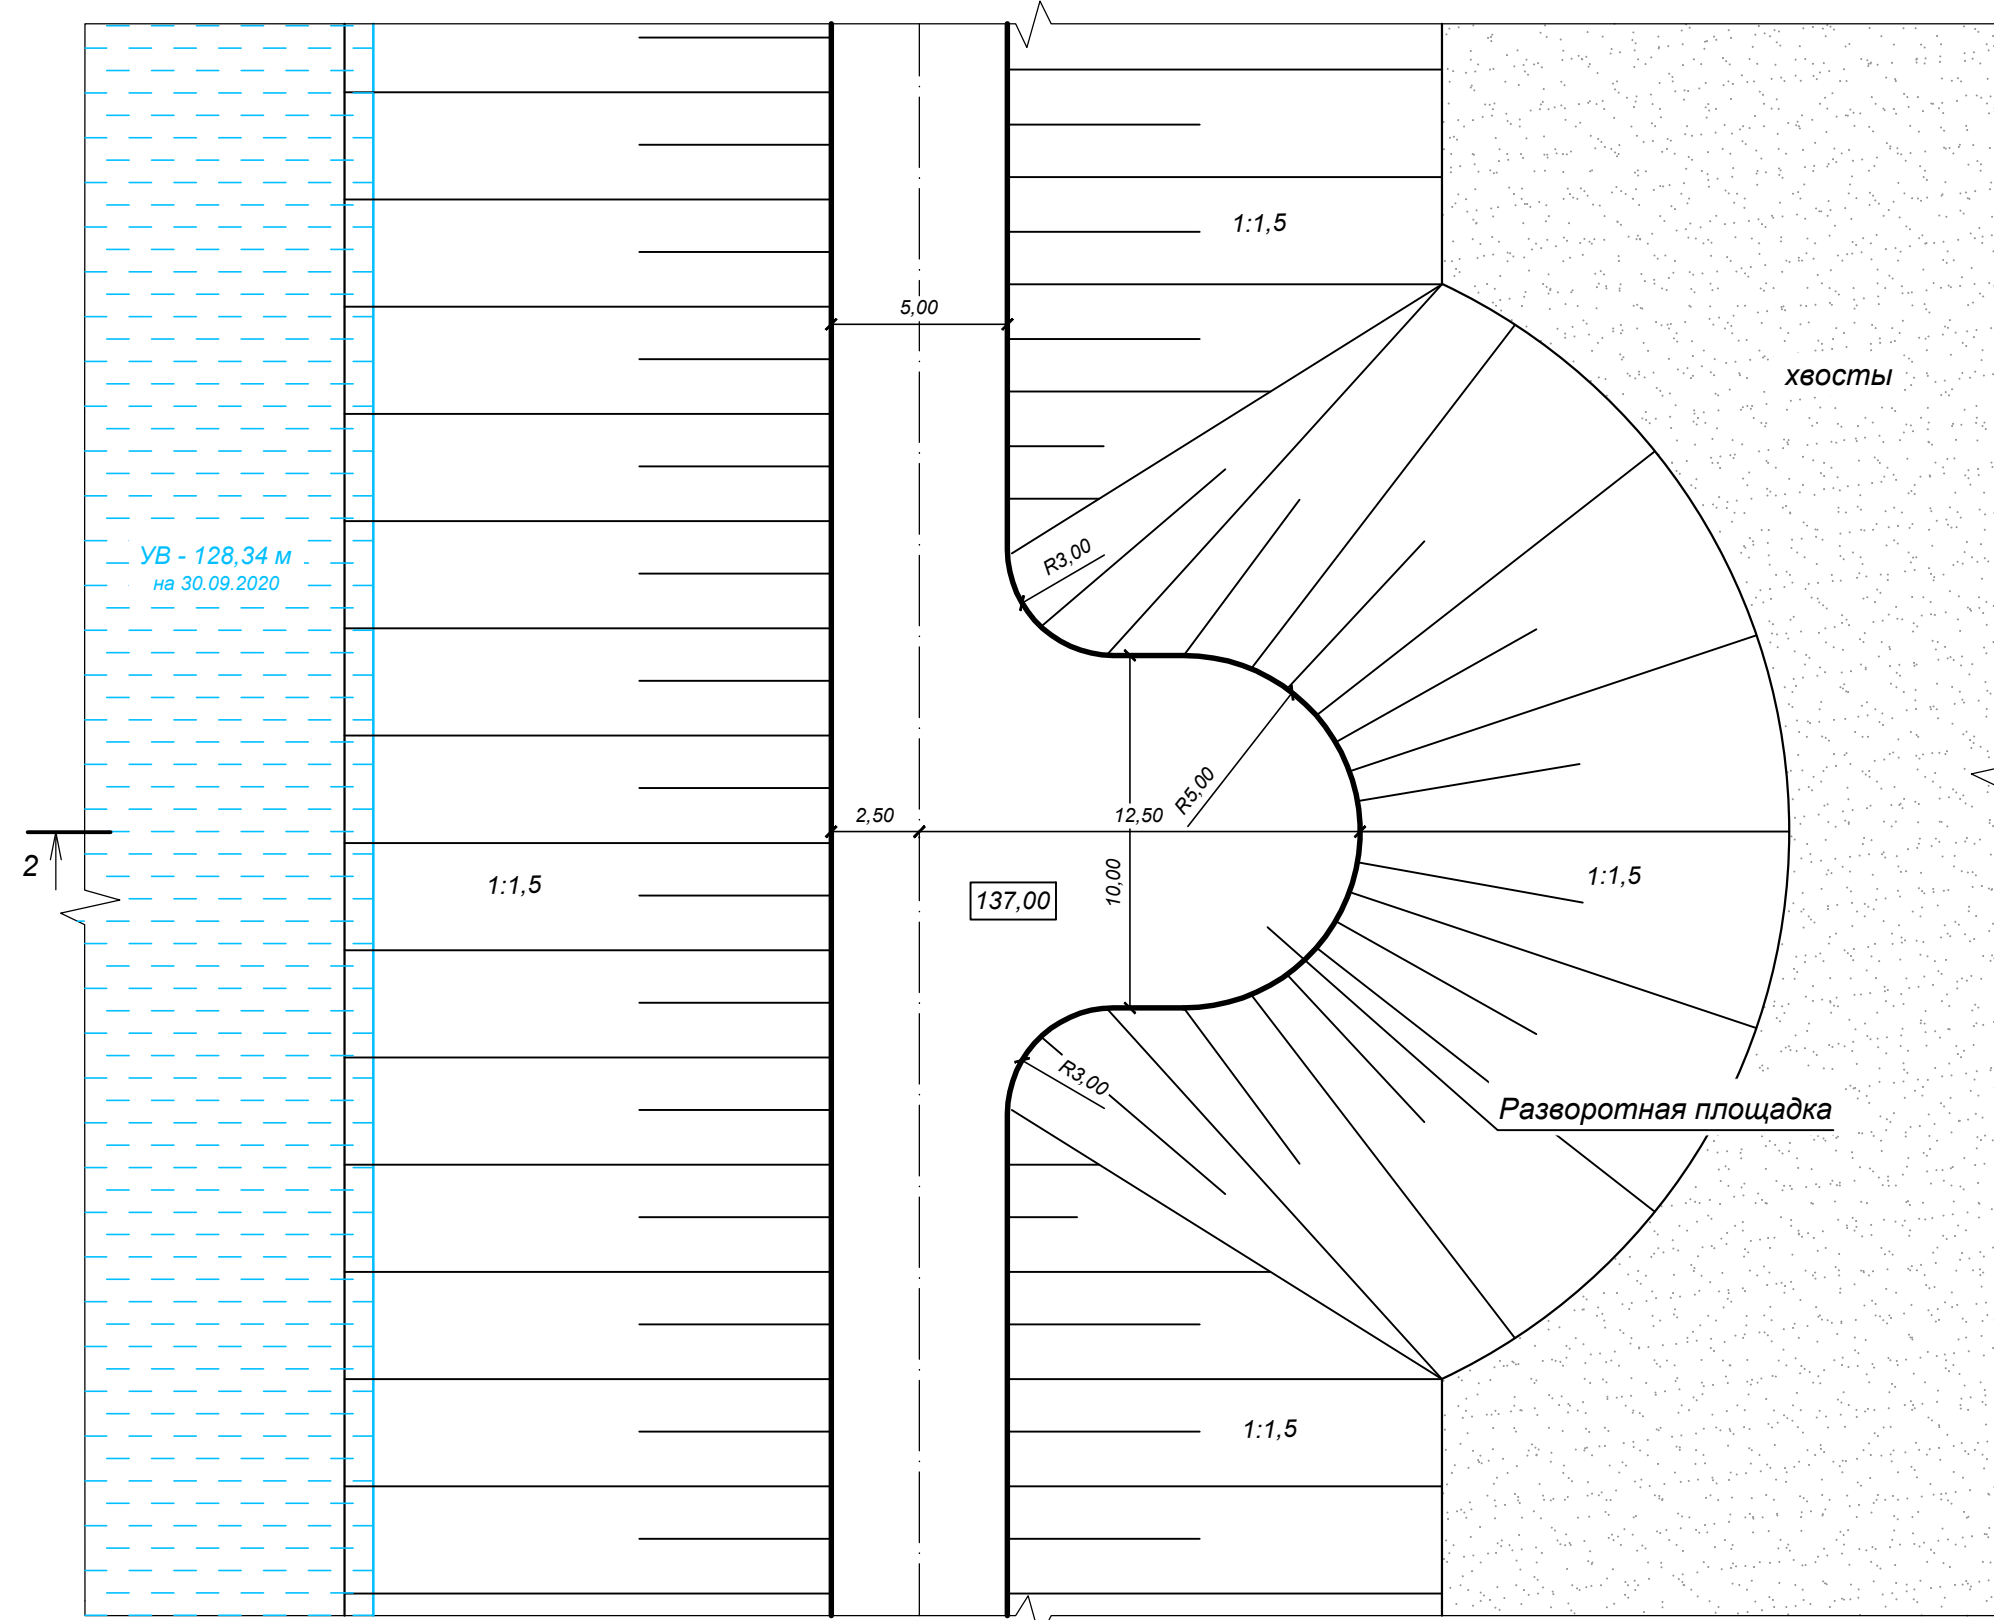 1:1,5
5,00
хвосты
R3,00
УВ - 128,34 м
на 30.09.2020
R5,00
2,50
12,50
2
1:1,5
137,00
10,00
1:1,5
R3,00
Разворотная площадка
1:1,5